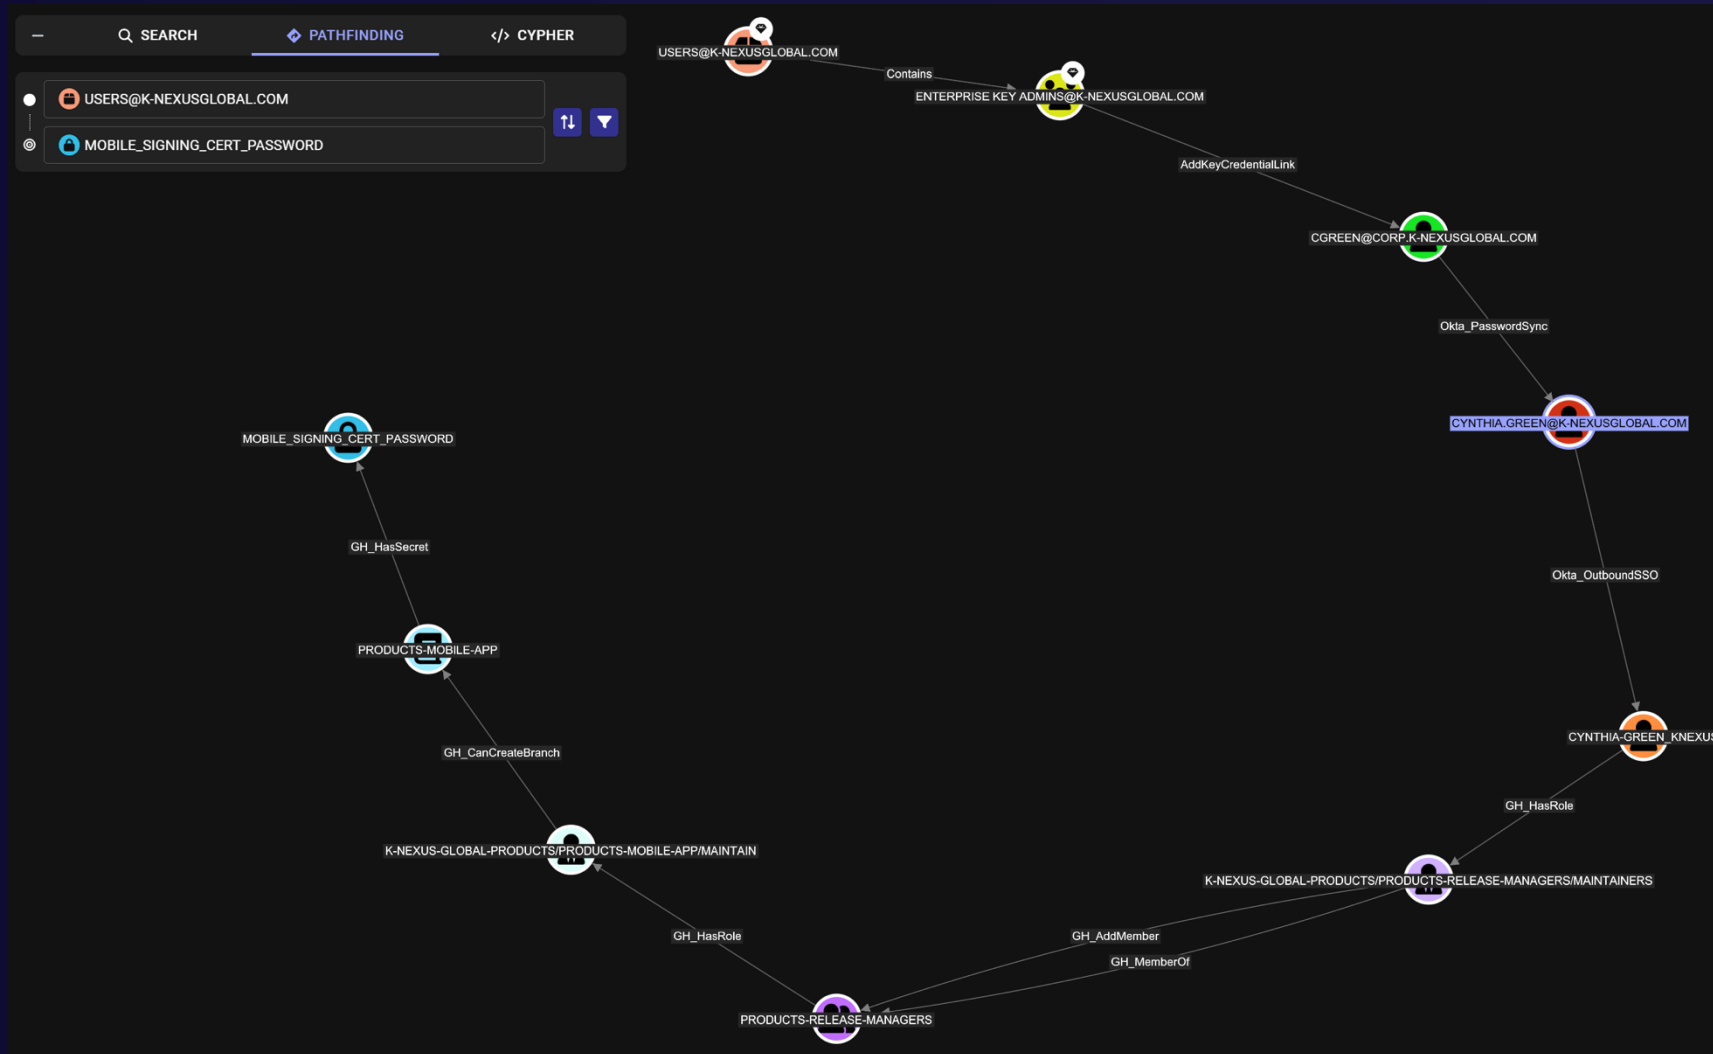 SEARCH
PATHFINDING
</> CYPHER
USERS@K-NEXUSGLOBAL.COM
MOBILE_SIGNING_CERT_PASSWORD
USERS@K-NEXUSGLOBAL.COM
Contains
ENTERPRISE KEY ADMINS@K-NEXUSGLOBAL.COM
AddKeyCredentialLink
CGREEN@CORP.K-NEXUSGLOBAL.COM
Okta_PasswordSync
CYNTHIA.GREEN@K-NEXUSGLOBAL.COM
Okta_OutboundSSO
CYNTHIA-GREEN_KNEXUS
GH_HasRole
K-NEXUS-GLOBAL-PRODUCTS/PRODUCTS-RELEASE-MANAGERS/MAINTAINERS
GH_AddMember
GH_MemberOf
PRODUCTS-RELEASE-MANAGERS
GH_HasRole
K-NEXUS-GLOBAL-PRODUCTS/PRODUCTS-MOBILE-APP/MAINTAIN
GH_CanCreateBranch
PRODUCTS-MOBILE-APP
GH_HasSecret
MOBILE_SIGNING_CERT_PASSWORD